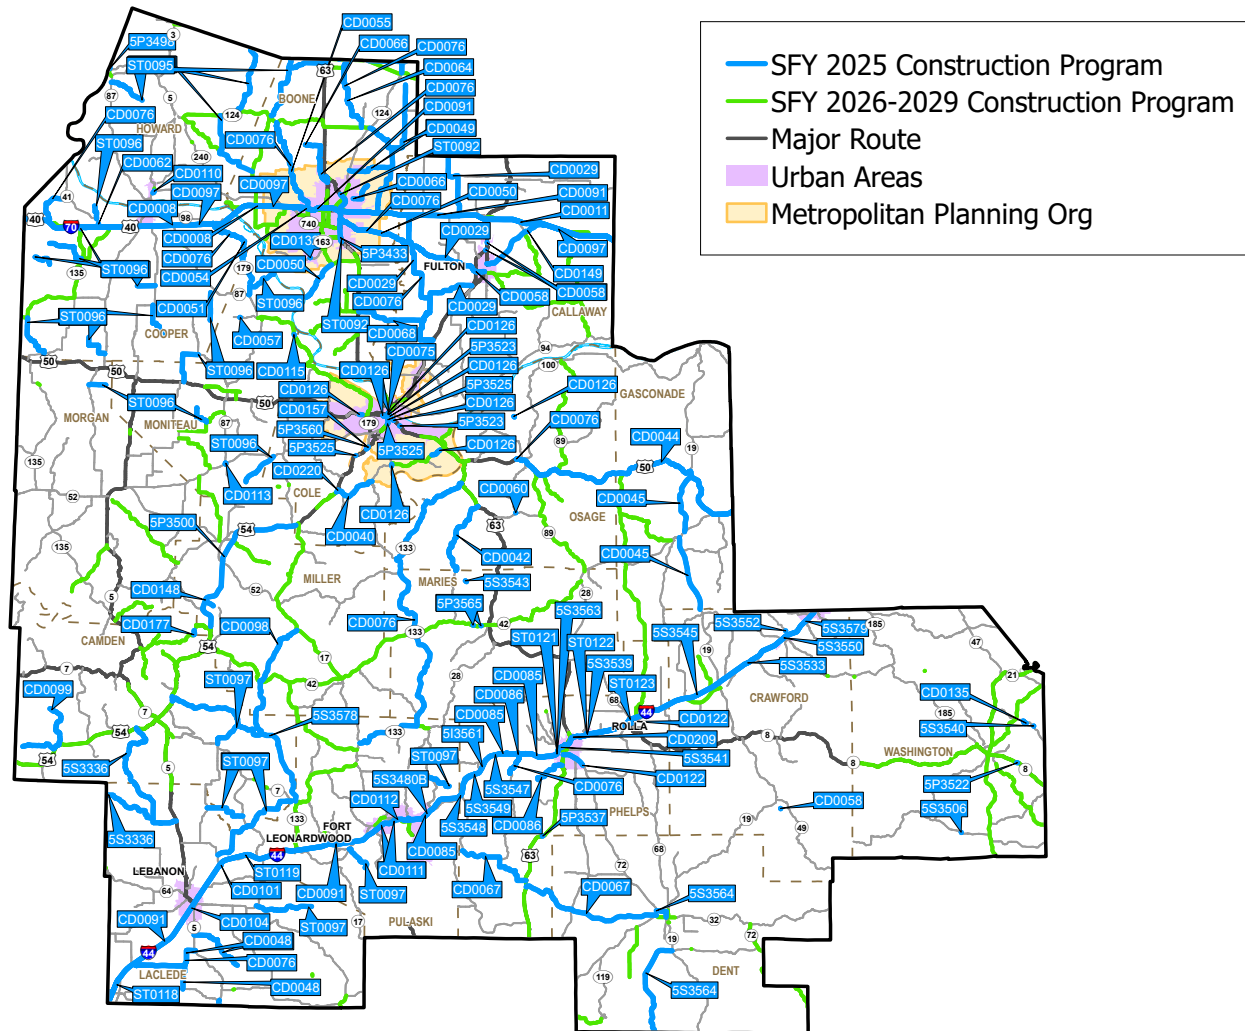 SFY 2025 Construction Program
SFY 2026-2029 Construction Program
Major Route
Urban Areas
Metropolitan Planning Org
CD0055
5P3498
CD0066
CD0076
ST0095
CD0064
CD0076
BOONE
CD0091
CD0076
HOWARD
CD0049
ST0096
CD0076
ST0092
CD0062
CD0110
CD0029
CD0097
CD0097
CD0066
CD0050
CD0091
CD0008
CD0076
CD0011
CD0008
CD0029
CD0076
5P3433
CD0097
CD0054
FULTON
CD0149
ST0096
CD0050
CD0029
CD0058
CD0058
CD0051
ST0096
CD0076
CD0029
ST0096
CALLAWAY
COOPER
CD0057
ST0092
CD0068
CD0126
CD0075
5P3523
ST0096
CD0115
CD0126
CD0126
CD0126
5P3525
CD0126
GASCONADE
ST0096
CD0157
CD0126
MORGAN
MONITEAU
5P3560
5P3523
CD0076
CD0044
ST0096
5P3525
5P3525
CD0126
CD0220
CD0113
COLE
CD0060
CD0045
CD0126
5P3500
OSAGE
CD0040
CD0042
CD0045
MILLER
MARIES
5S3543
CD0148
5P3565
5S3563
CD0177
CD0098
CD0076
ST0121
ST0122
5S3545
5S3552
5S3579
CAMDEN
5S3550
5S3539
5S3533
ST0097
CD0085
ST0123
CD0099
CD0086
CRAWFORD
CD0135
5S3578
CD0085
CD0122
ROLLA
5S3540
5I3561
CD0209
5S3336
ST0097
ST0097
5S3541
WASHINGTON
5S3480B
5S3547
CD0076
CD0122
5P3522
CD0112
5S3549
CD0086
PHELPS
CD0058
5S3506
5S3336
FORT
LEONARDWOOD
5S3548
5P3537
CD0085
LEBANON
ST0119
CD0111
CD0101
CD0091
ST0097
CD0067
CD0067
5S3564
CD0091
CD0104
ST0097
PULASKI
CD0048
CD0076
LACLEDE
CD0048
DENT
ST0118
5S3564